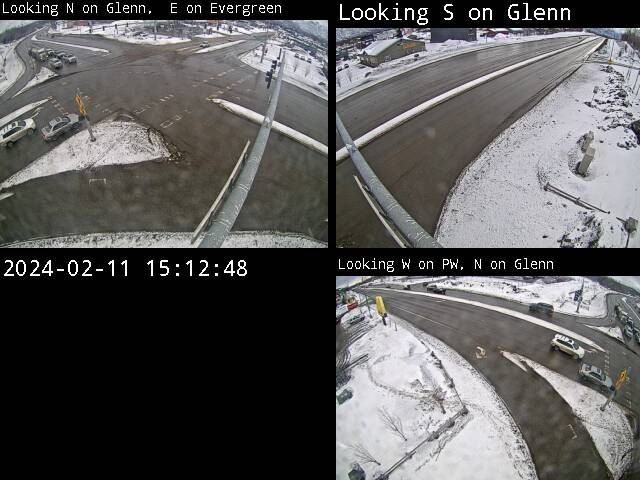 Looking N on Glenn,  E on Evergreen
Looking S on Glenn
2024-02-11 15:12:48
Looking W on PW, N on Glenn